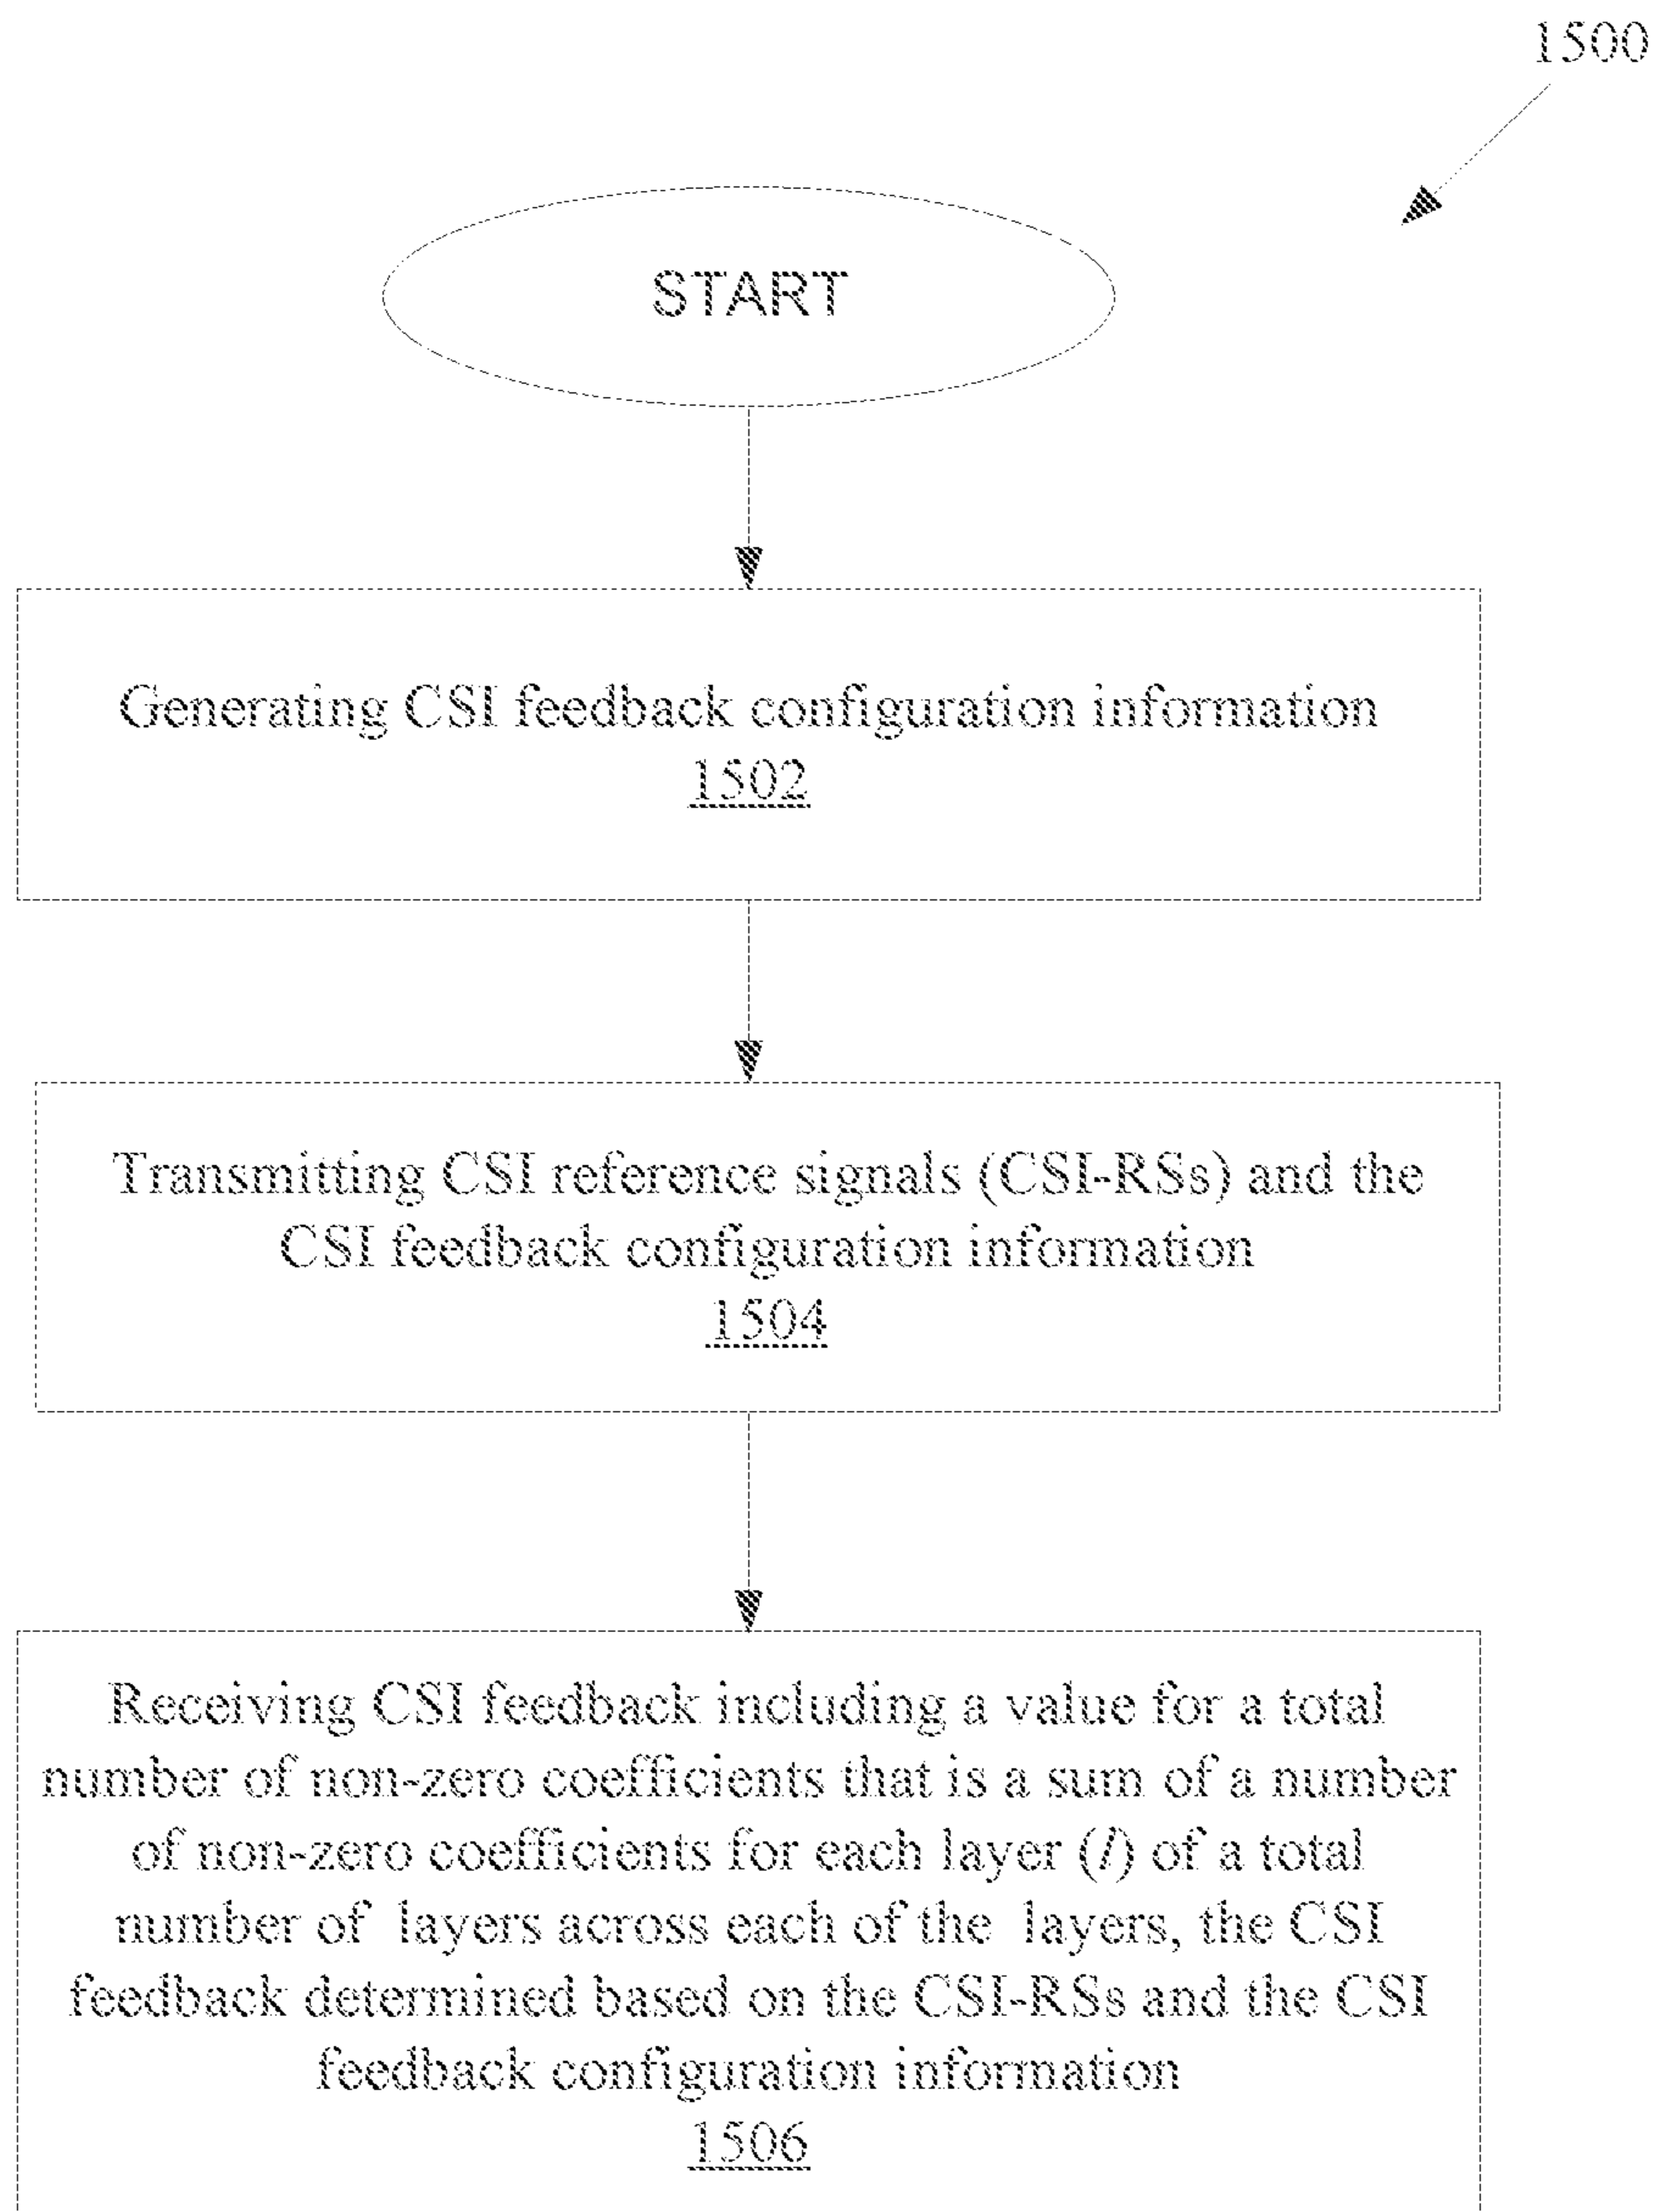 1500
START
Generating CSI feedback configuration information
1502
Transmitting CSI reference signals (CSI-RSs) and the
CSI feedback configuration information
1504
Receiving CSI feedback including a value for a total
number of non-zero coefficients that is a sum of a number
of non-zero coefficients for each layer (l) of a total
number of layers across each of the layers, the CSI
feedback determined based on the CSI-RSs and the CSI
feedback configuration information
1506